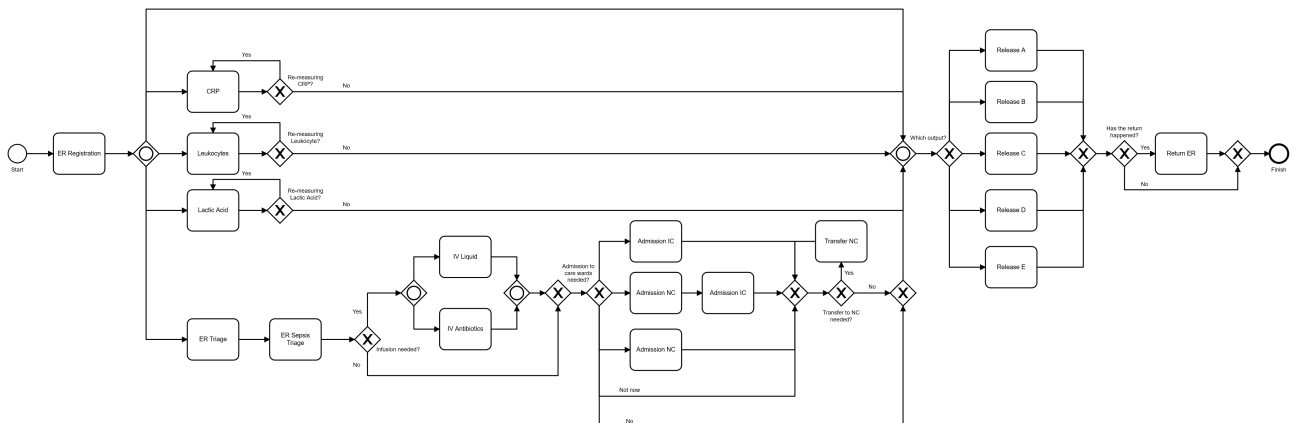 Start
ER Registration
Yes
CRP
Re-measuring
CRP?
No
Yes
Leukocytes
Re-measuring
Leukocyte?
No
Yes
Lactic Acid
Re-measuring
Lactic Acid?
No
ER Triage
ER Sepsis
Triage
Infusion needed?
Yes
No
IV Liquid
IV Antibiotics
Admission to
care wards
needed?
Admission IC
Admission NC
Admission IC
Admission NC
Not now
No
Transfer NC
Yes
Transfer to NC
needed?
No
Which output?
Release A
Release B
Release C
Release D
Release E
Has the return
happened?
Yes
No
Return ER
Finish